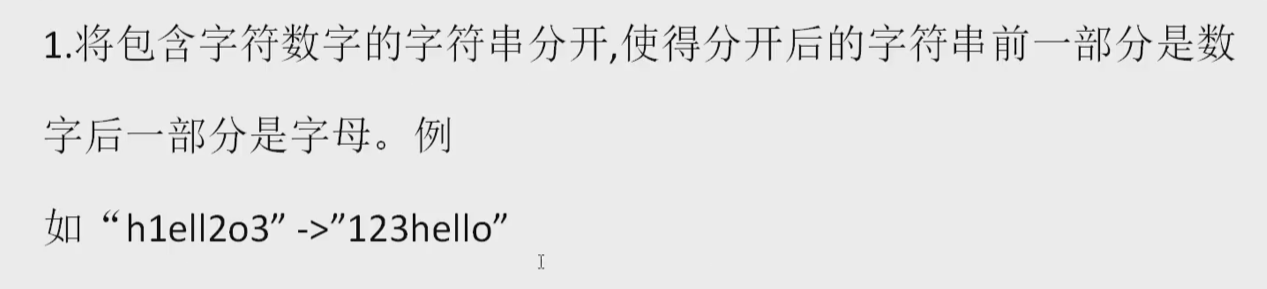 1.将包含字符数字的字符串分开,使得分开后的字符串前一部分是数
字后一部分是字母。例
如“h1ell2o3” ->”123hello”